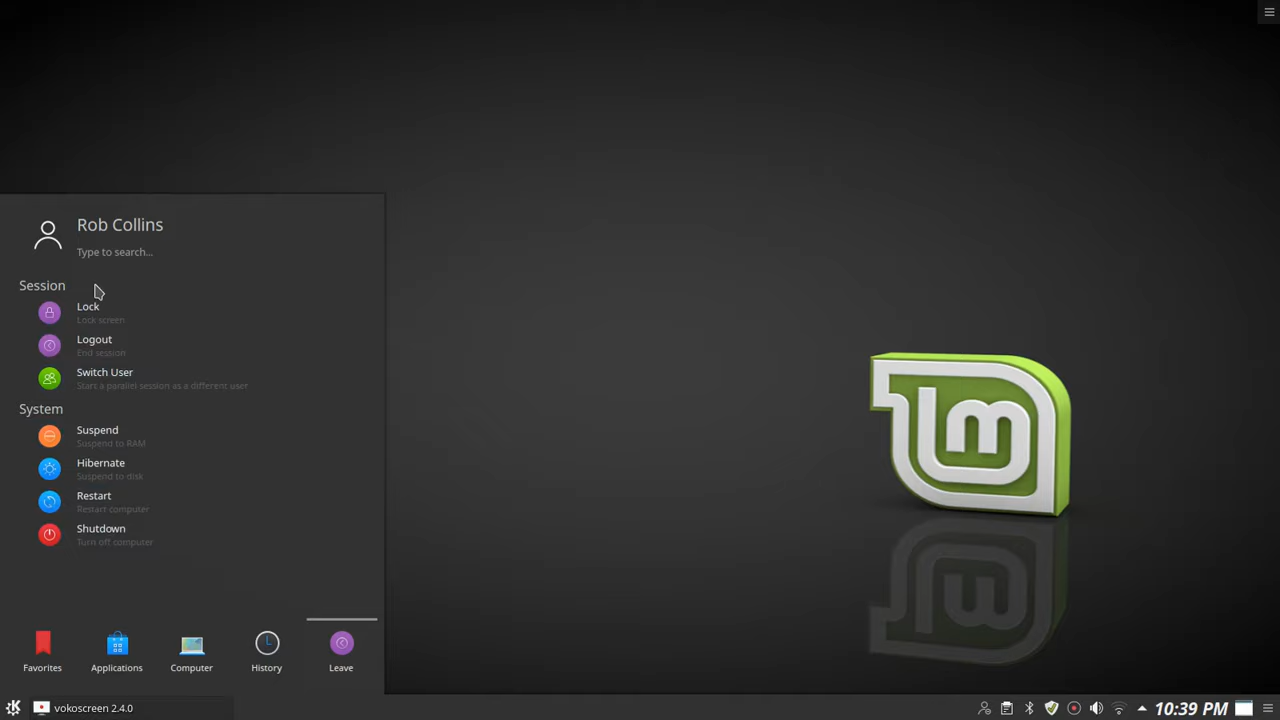 Rob Collins
Type to search...
Session
Lock
Lock screen
Logout
End session
Switch User
Start a parallel session as a different user
System
Suspend
Suspend to RAM
Hibernate
Suspend to disk
Restart
Restart computer
Shutdown
Turn off computer
Favorites
Applications
Computer
History
Leave
vokoscreen 2.4.0
10:39 PM
lm